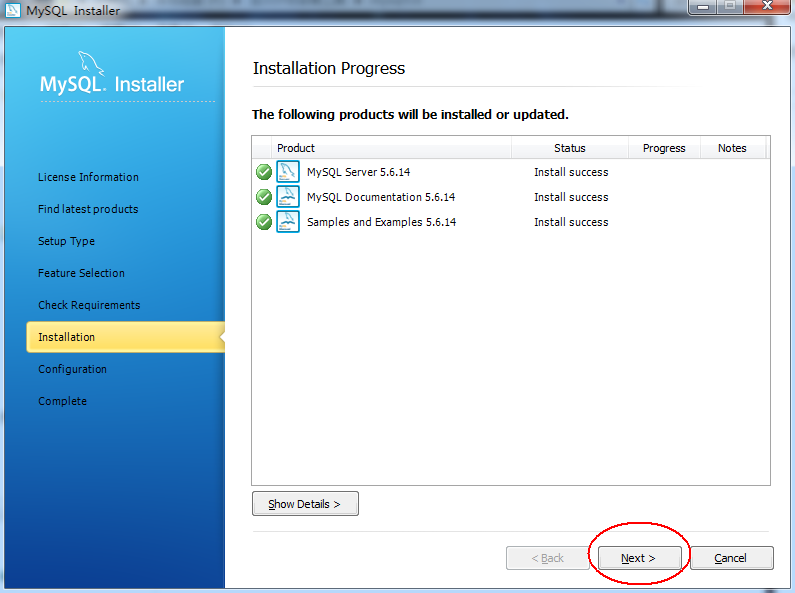 MySQL Installer
MySQL. Installer
License Information
Find latest products
Setup Type
Feature Selection
Check Requirements
Installation
Configuration
Complete
Installation Progress
The following products will be installed or updated.
Product Status Progress Notes
MySQL Server 5.6.14 Install success
MySQL Documentation 5.6.14 Install success
Samples and Examples 5.6.14 Install success
Show Details >
< Back Next > Cancel